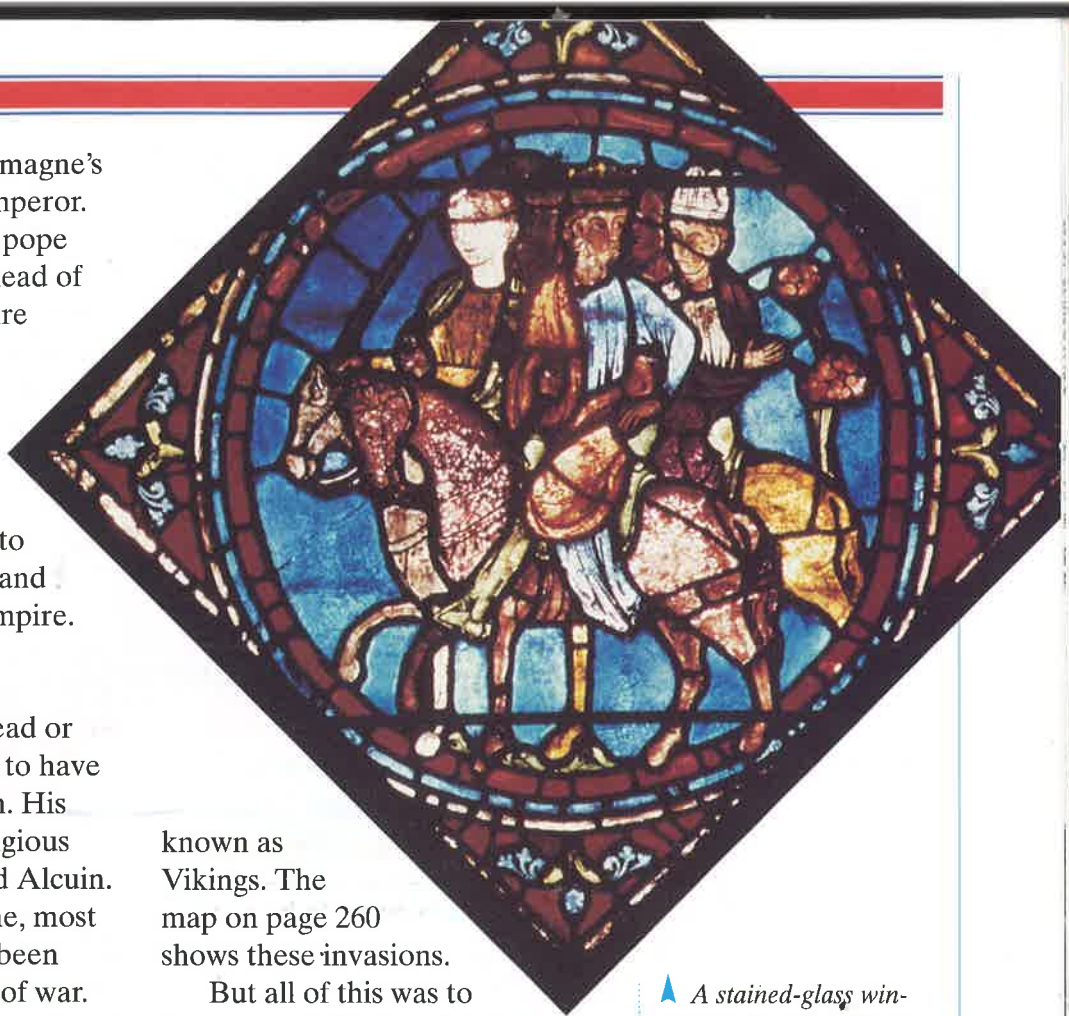 magne's
mperor.
pope
ead of
re
to
and
mpire.
ead or
to have
n. His
gious
d Alcuin.
ne, most
been
of war.
known as
Vikings. The
map on page 260
shows these invasions.
But all of this was to
A stained-glass win-